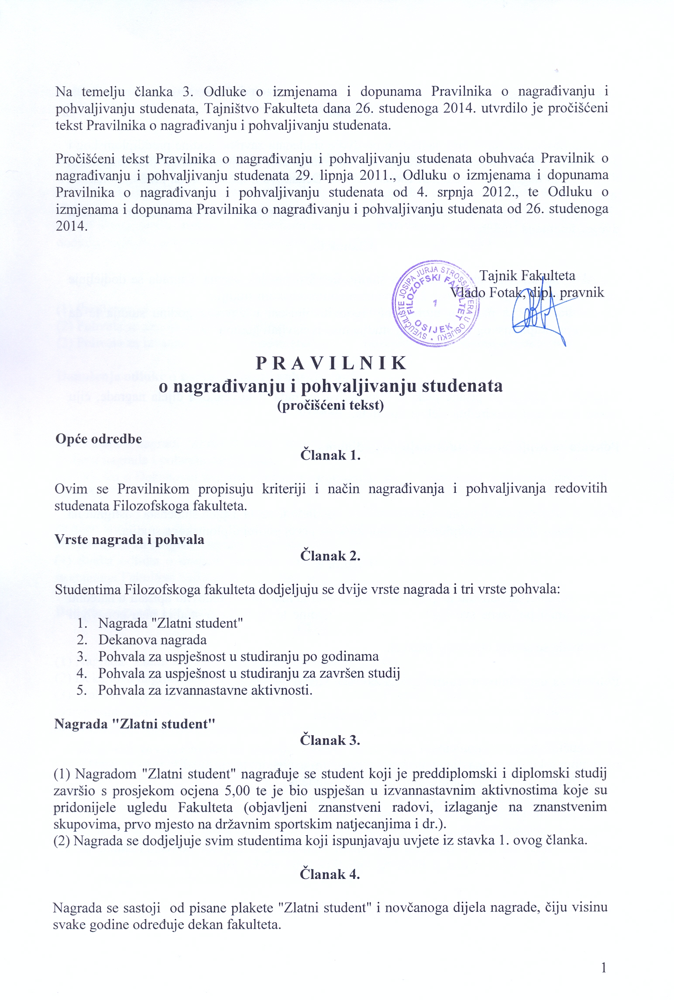 Na temelju članka 3. Odluke o izmjenama i dopunama Pravilnika o nagrađivanju i
pohvaljivanju studenata, Tajništvo Fakulteta dana 26. studenoga 2014. utvrdilo je pročišćeni
tekst Pravilnika o nagrađivanju i pohvaljivanju studenata.
Pročišćeni tekst Pravilnika o nagrađivanju i pohvaljivanju studenata obuhvaća Pravilnik o
nagrađivanju i pohvaljivanju studenata 29. lipnja 2011., Odluku o izmjenama i dopunama
Pravilnika o nagrađivanju i pohvaljivanju studenata od 4. srpnja 2012., te Odluku o
izmjenama i dopunama Pravilnika o nagrađivanju i pohvaljivanju studenata od 26. studenoga
2014.
SVEUČILIŠTE JOSIPA JURJA STROSSMAYERA U OSIJEKU
FILOZOFSKI FAKULTET
1
OSIJEK
Tajnik Fakulteta
Vlado Fotak, dipl. pravnik
P R A V I L N I K
o nagrađivanju i pohvaljivanju studenata
(pročišćeni tekst)
Opće odredbe
Članak 1.
Ovim se Pravilnikom propisuju kriteriji i način nagrađivanja i pohvaljivanja redovitih
studenata Filozofskoga fakulteta.
Vrste nagrada i pohvala
Članak 2.
Studentima Filozofskoga fakulteta dodjeljuju se dvije vrste nagrada i tri vrste pohvala:
1. Nagrada "Zlatni student"
2. Dekanova nagrada
3. Pohvala za uspješnost u studiranju po godinama
4. Pohvala za uspješnost u studiranju za završen studij
5. Pohvala za izvannastavne aktivnosti.
Nagrada "Zlatni student"
Članak 3.
(1) Nagradom "Zlatni student" nagrađuje se student koji je preddiplomski i diplomski studij
završio s prosjekom ocjena 5,00 te je bio uspješan u izvannastavnim aktivnostima koje su
pridonijele ugledu Fakulteta (objavljeni znanstveni radovi, izlaganje na znanstvenim
skupovima, prvo mjesto na državnim sportskim natjecanjima i dr.).
(2) Nagrada se dodjeljuje svim studentima koji ispunjavaju uvjete iz stavka 1. ovog članka.
Članak 4.
Nagrada se sastoji  od pisane plakete "Zlatni student" i novčanoga dijela nagrade, čiju visinu
svake godine određuje dekan fakulteta.
1